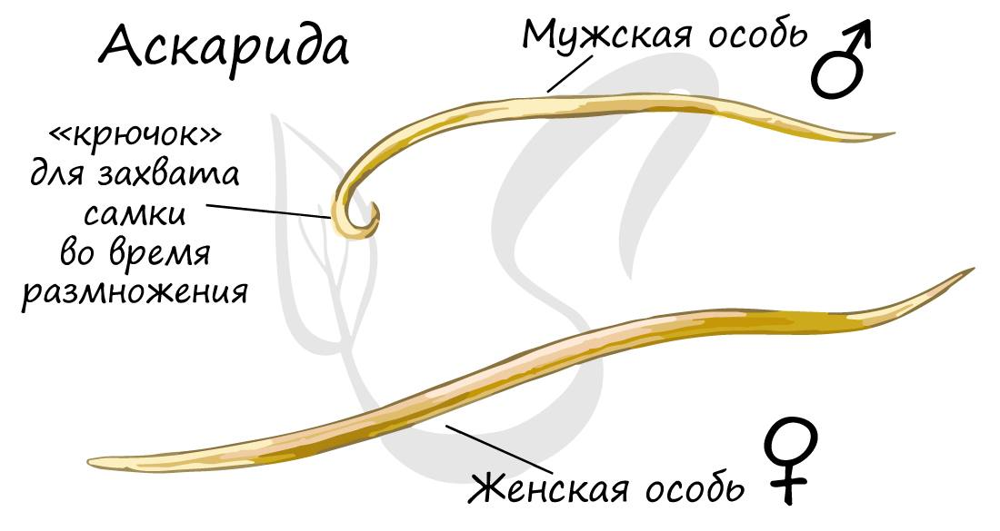 Аскарида
Мужская особь
«крючок»
для захвата
самки
во время
размножения
Женская особь